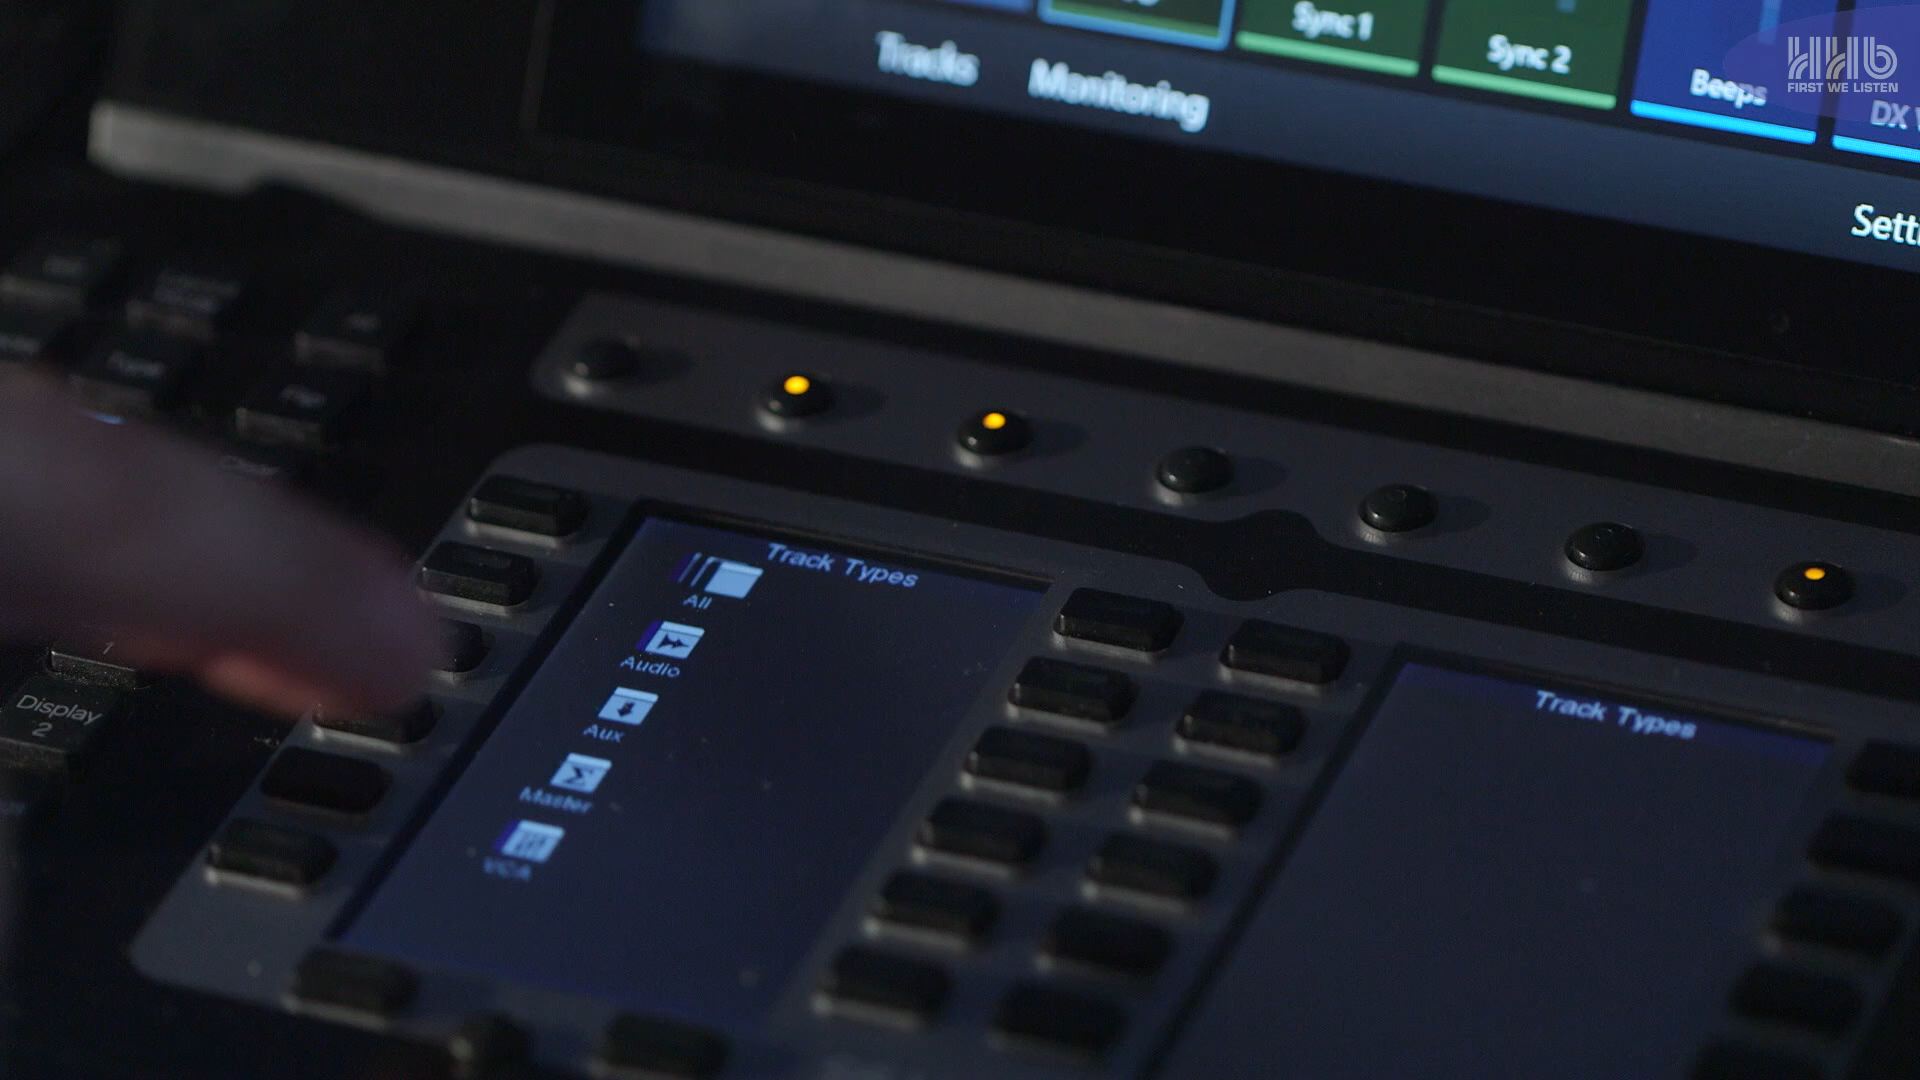 Sync 1
Sync 2
Beeps
DX
HHb
FIRST WE LISTEN
Tracks
Monitoring
Track Types
All
Audio
Aux
Master
VCA
Track Types
1
Display
2